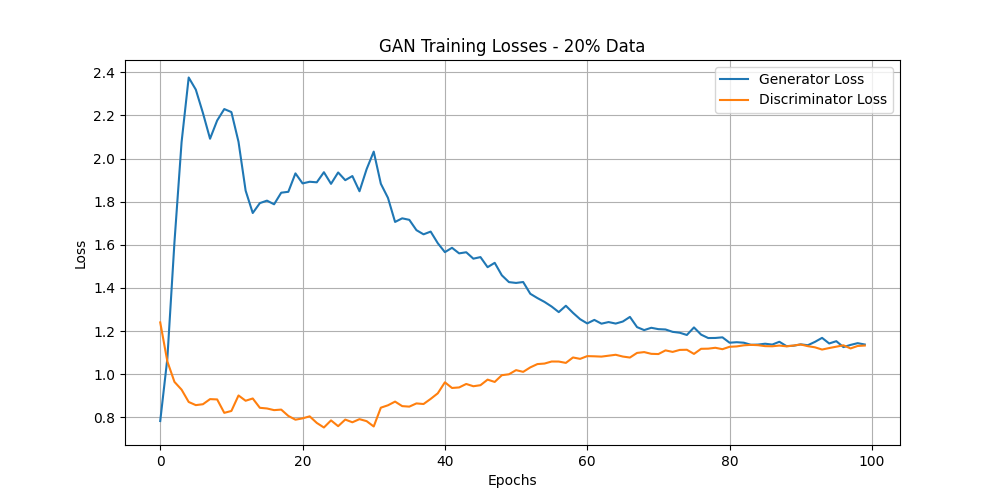 GAN Training Losses - 20% Data
Generator Loss
Discriminator Loss
2.4
2.2
2.0
1.8
1.6
1.4
1.2
1.0
0.8
Loss
0 20 40 60 80 100
Epochs